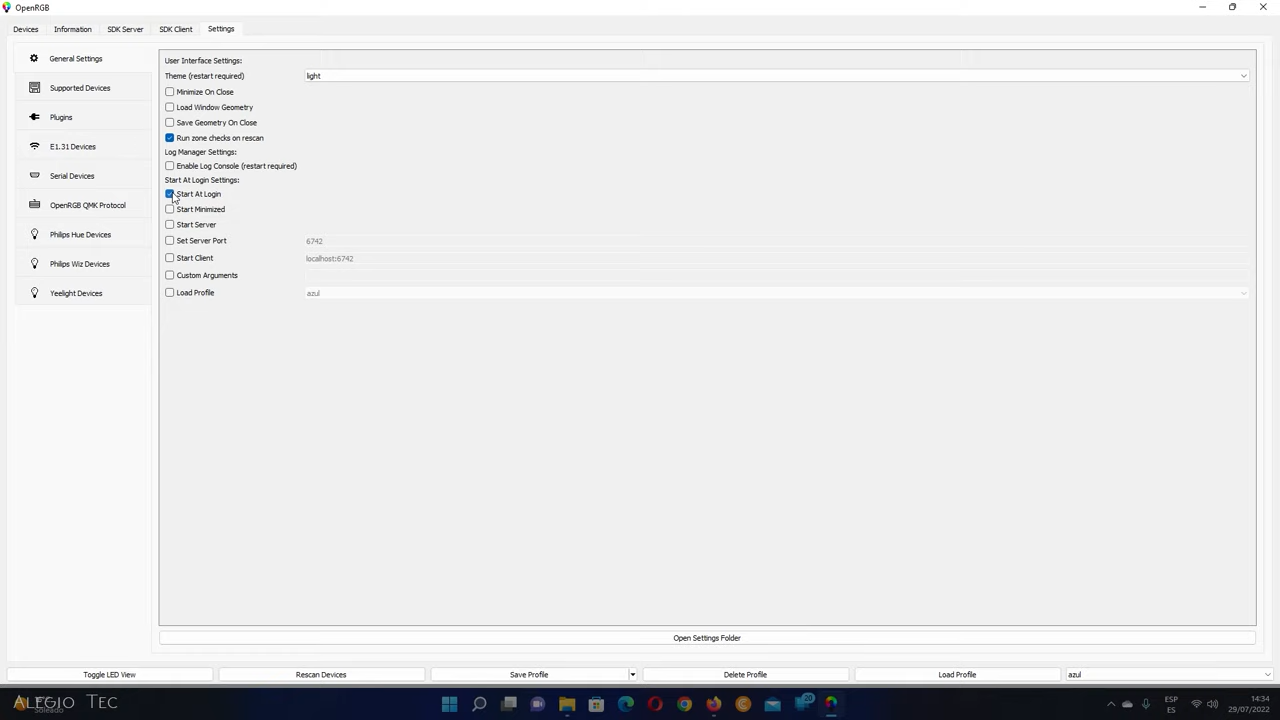 OpenRGB
Devices
Information
SDK Server
SDK Client
Settings
General Settings
Supported Devices
Plugins
E1.31 Devices
Serial Devices
OpenRGB QMK Protocol
Philips Hue Devices
Philips Wiz Devices
Yeelight Devices
User Interface Settings:
Theme (restart required)
light
Minimize On Close
Load Window Geometry
Save Geometry On Close
Run zone checks on rescan
Log Manager Settings:
Enable Log Console (restart required)
Start At Login Settings:
Start At Login
Start Minimized
Start Server
Set Server Port
6742
Start Client
localhost:6742
Custom Arguments
Load Profile
azul
Open Settings Folder
Toggle LED View
Rescan Devices
Save Profile
Delete Profile
Load Profile
azul
ALEGIO TEC
Soleado
20
ESP
ES
14:34
29/07/2022